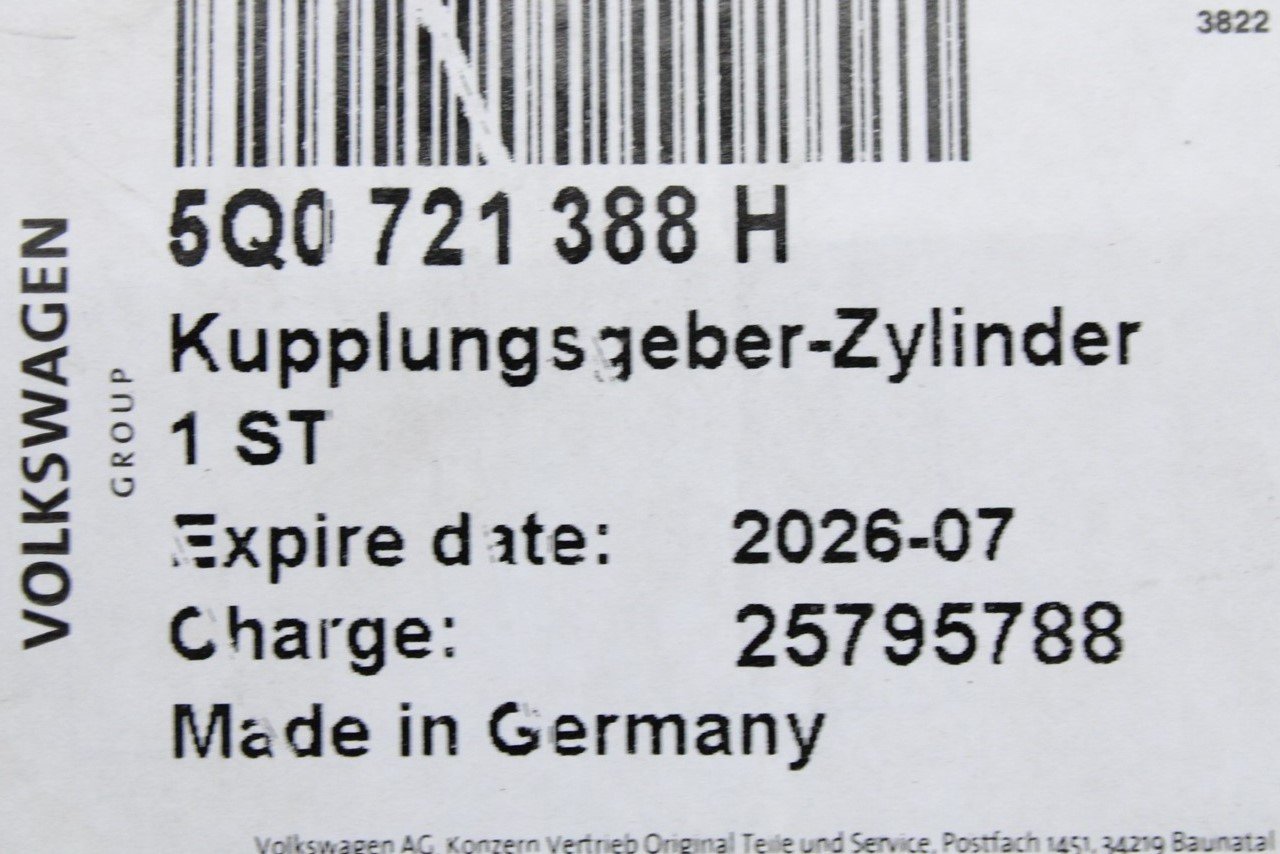 3822
5Q0 721 388 H
Kupplungsgeber-Zylinder
1 ST
Expire date: 2026-07
Charge: 25795788
Made in Germany
VOLKSWAGEN
GROUP
Volkswagen AG, Konzern Vertrieb Original Teile und Service, Postfach 1451, 34219 Baunatal